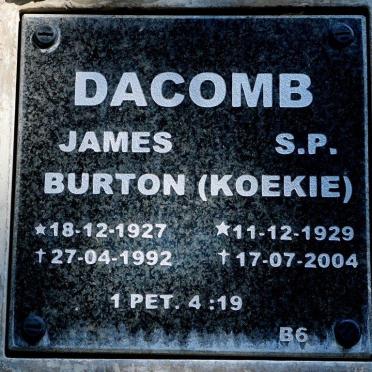 DACOMB
JAMES S.P.
BURTON (KOEKIE)
★18-12-1927 ★11-12-1929
†27-04-1992 †17-07-2004
1 PET. 4 :19
B6